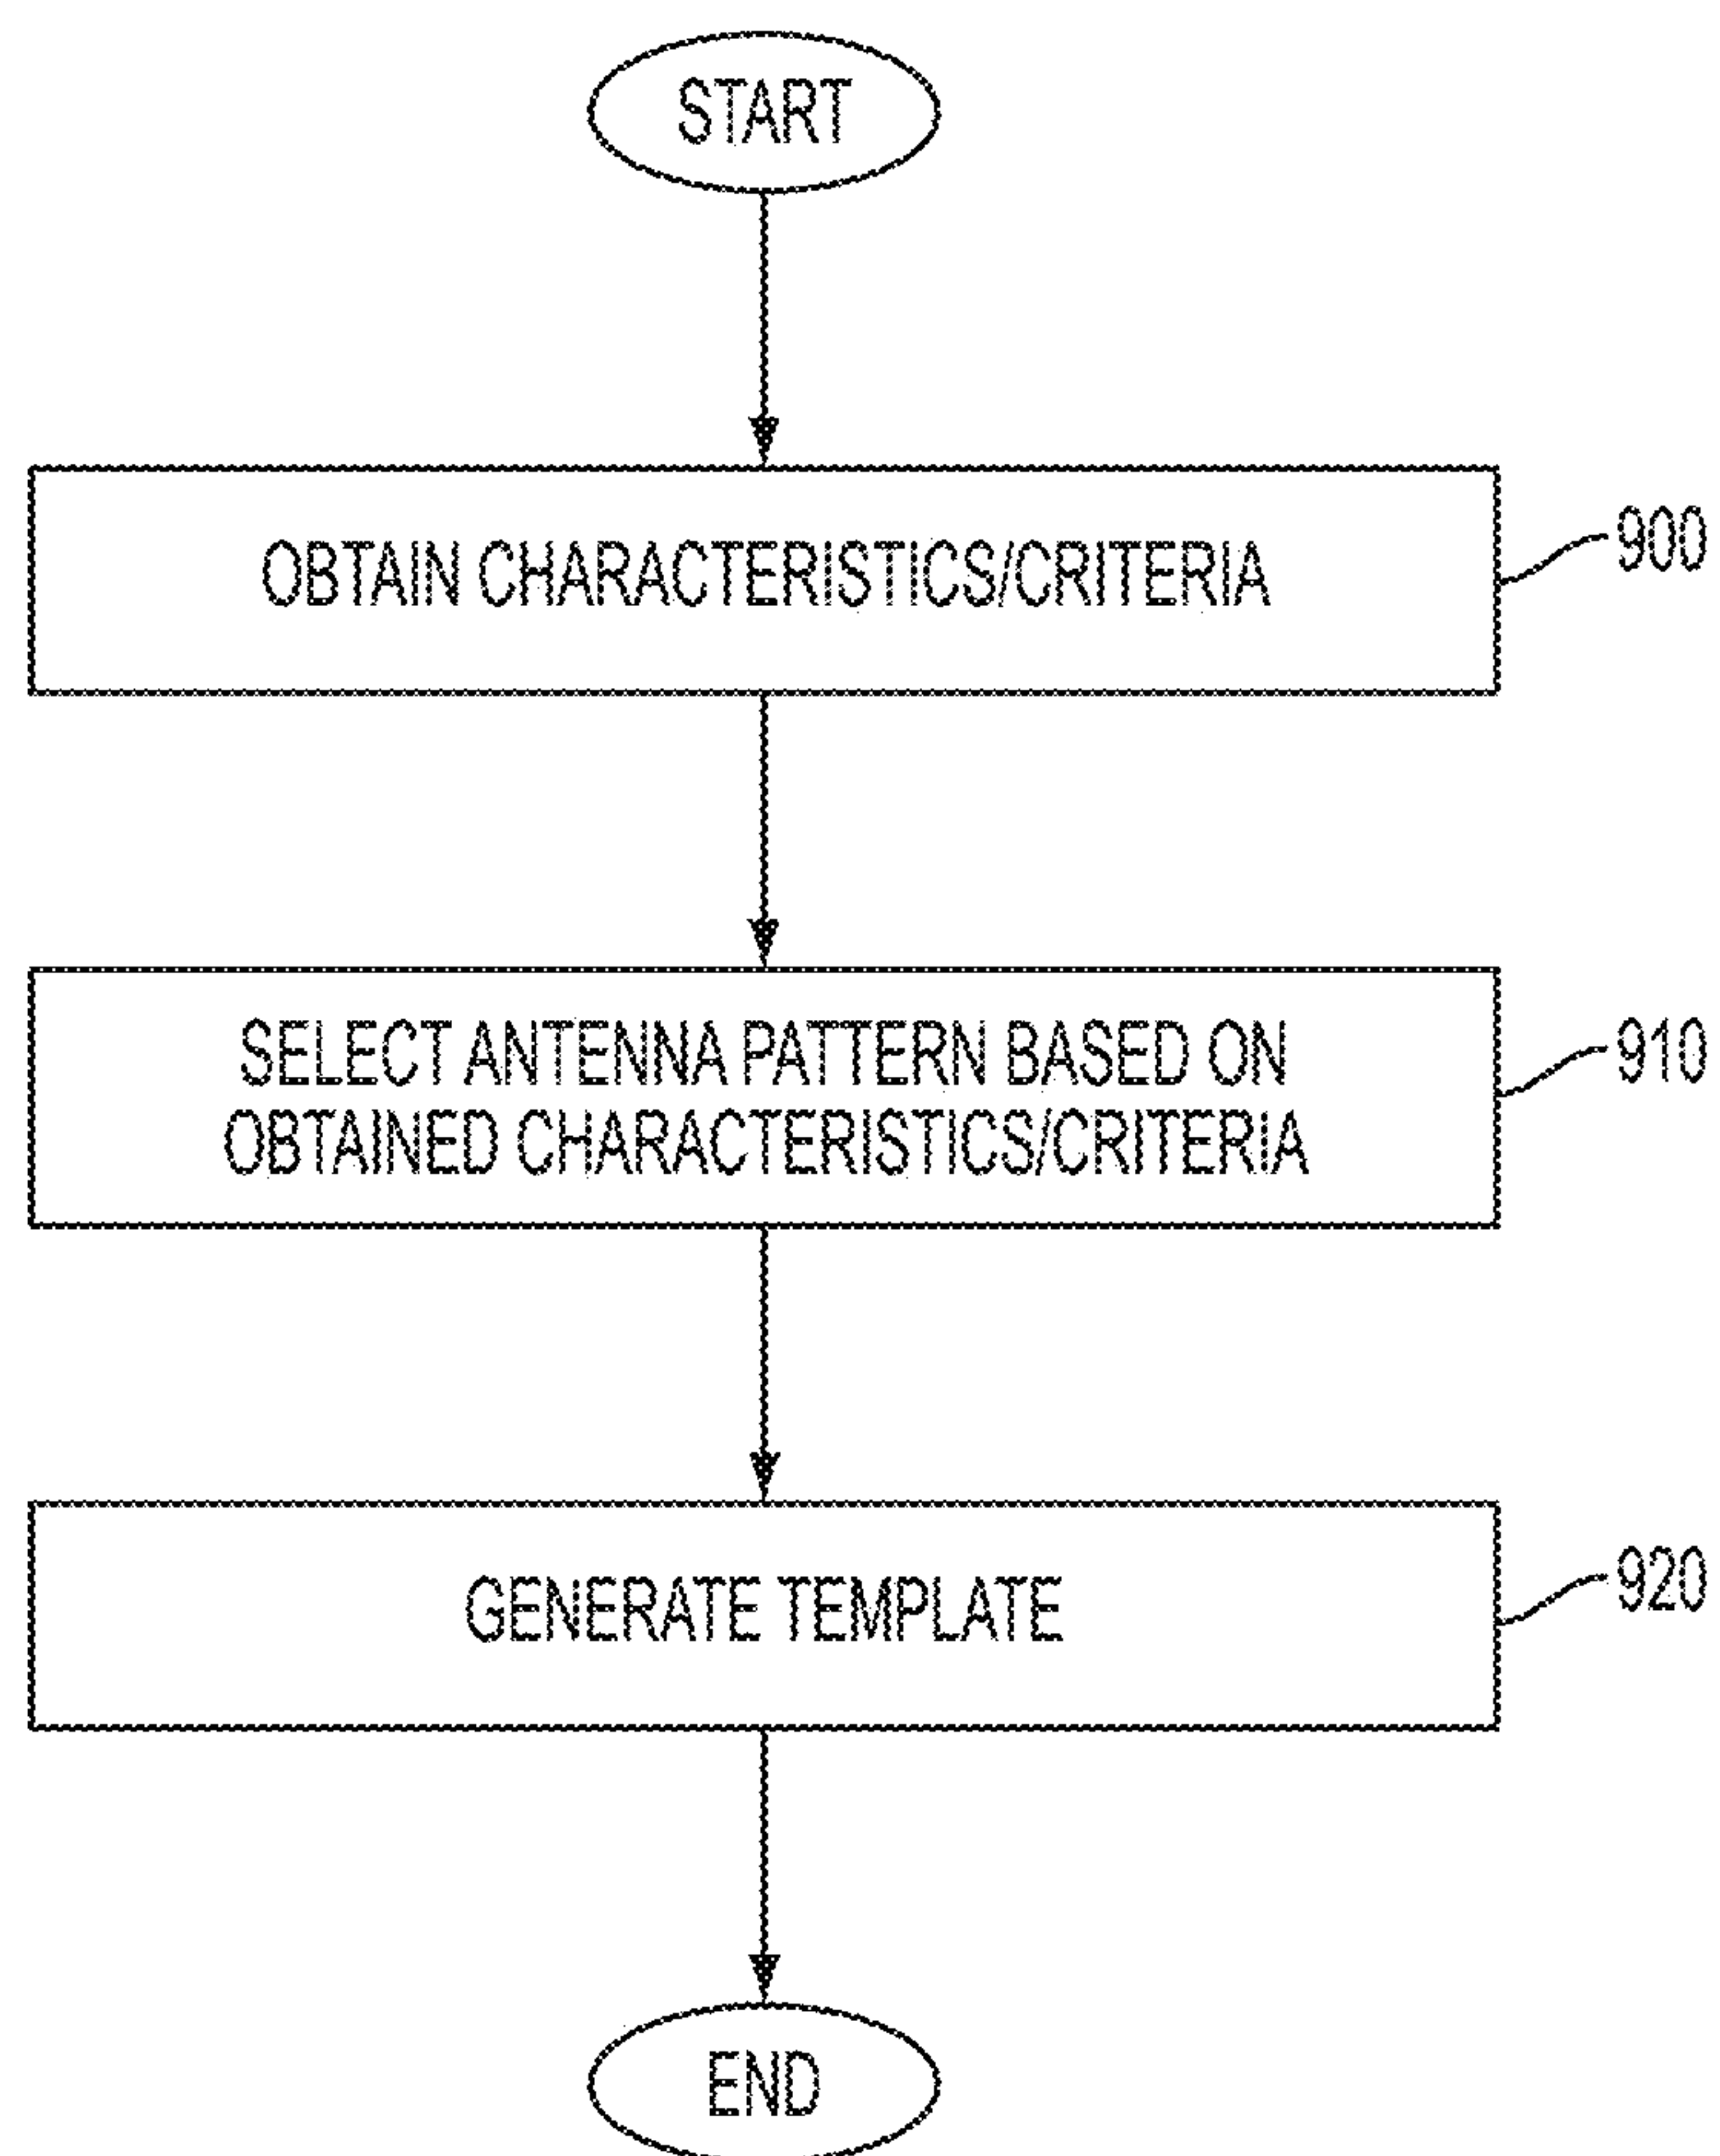 START
OBTAIN CHARACTERISTICS/CRITERIA
900
SELECT ANTENNA PATTERN BASED ON
OBTAINED CHARACTERISTICS/CRITERIA
910
GENERATE TEMPLATE
920
END